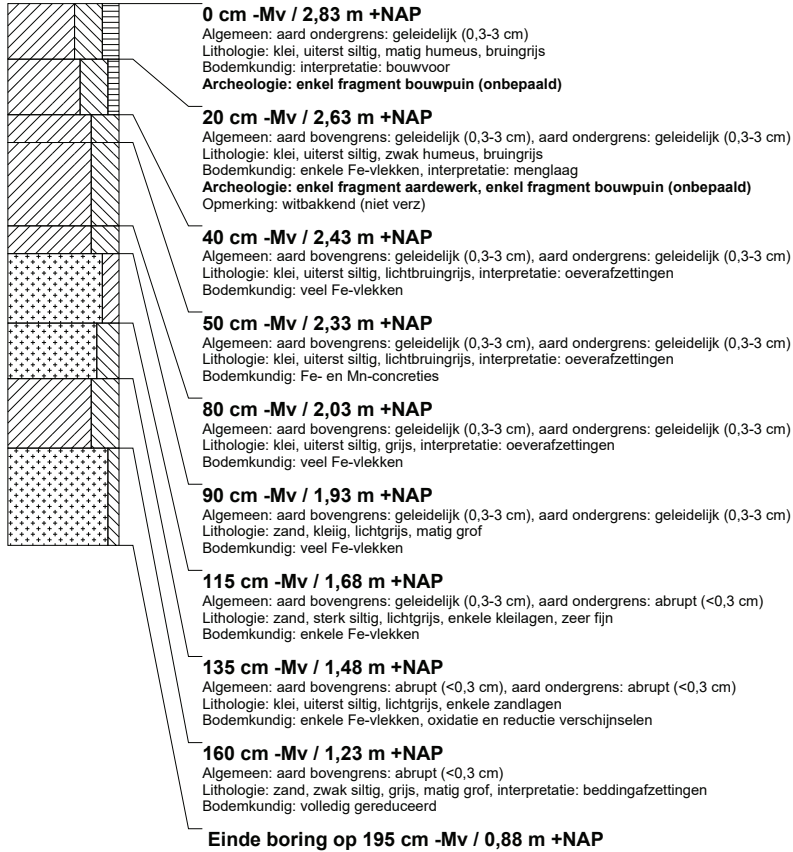 0 cm -Mv / 2,83 m +NAP
Algemeen: aard ondergrens: geleidelijk (0,3-3 cm)
Lithologie: klei, uiterst siltig, matig humeus, bruingrijs
Bodemkundig: interpretatie: bouwvoor
Archeologie: enkel fragment bouwpuin (onbepaald)
20 cm -Mv / 2,63 m +NAP
Algemeen: aard bovengrens: geleidelijk (0,3-3 cm), aard ondergrens: geleidelijk (0,3-3 cm)
Lithologie: klei, uiterst siltig, zwak humeus, bruingrijs
Bodemkundig: enkele Fe-vlekken, interpretatie: menglaag
Archeologie: enkel fragment aardewerk, enkel fragment bouwpuin (onbepaald)
Opmerking: witbakkend (niet verz)
40 cm -Mv / 2,43 m +NAP
Algemeen: aard bovengrens: geleidelijk (0,3-3 cm), aard ondergrens: geleidelijk (0,3-3 cm)
Lithologie: klei, uiterst siltig, lichtbruingrijs, interpretatie: oeverafzettingen
Bodemkundig: veel Fe-vlekken
50 cm -Mv / 2,33 m +NAP
Algemeen: aard bovengrens: geleidelijk (0,3-3 cm), aard ondergrens: geleidelijk (0,3-3 cm)
Lithologie: klei, uiterst siltig, lichtbruingrijs, interpretatie: oeverafzettingen
Bodemkundig: Fe- en Mn-concreties
80 cm -Mv / 2,03 m +NAP
Algemeen: aard bovengrens: geleidelijk (0,3-3 cm), aard ondergrens: geleidelijk (0,3-3 cm)
Lithologie: klei, uiterst siltig, grijs, interpretatie: oeverafzettingen
Bodemkundig: veel Fe-vlekken
90 cm -Mv / 1,93 m +NAP
Algemeen: aard bovengrens: geleidelijk (0,3-3 cm), aard ondergrens: geleidelijk (0,3-3 cm)
Lithologie: zand, kleiig, lichtgrijs, matig grof
Bodemkundig: veel Fe-vlekken
115 cm -Mv / 1,68 m +NAP
Algemeen: aard bovengrens: geleidelijk (0,3-3 cm), aard ondergrens: abrupt (<0,3 cm)
Lithologie: zand, sterk siltig, lichtgrijs, enkele kleilagen, zeer fijn
Bodemkundig: enkele Fe-vlekken
135 cm -Mv / 1,48 m +NAP
Algemeen: aard bovengrens: abrupt (<0,3 cm), aard ondergrens: abrupt (<0,3 cm)
Lithologie: klei, uiterst siltig, lichtgrijs, enkele zandlagen
Bodemkundig: enkele Fe-vlekken, oxidatie en reductie verschijnselen
160 cm -Mv / 1,23 m +NAP
Algemeen: aard bovengrens: abrupt (<0,3 cm)
Lithologie: zand, zwak siltig, grijs, matig grof, interpretatie: beddingafzettingen
Bodemkundig: volledig gereduceerd
Einde boring op 195 cm -Mv / 0,88 m +NAP